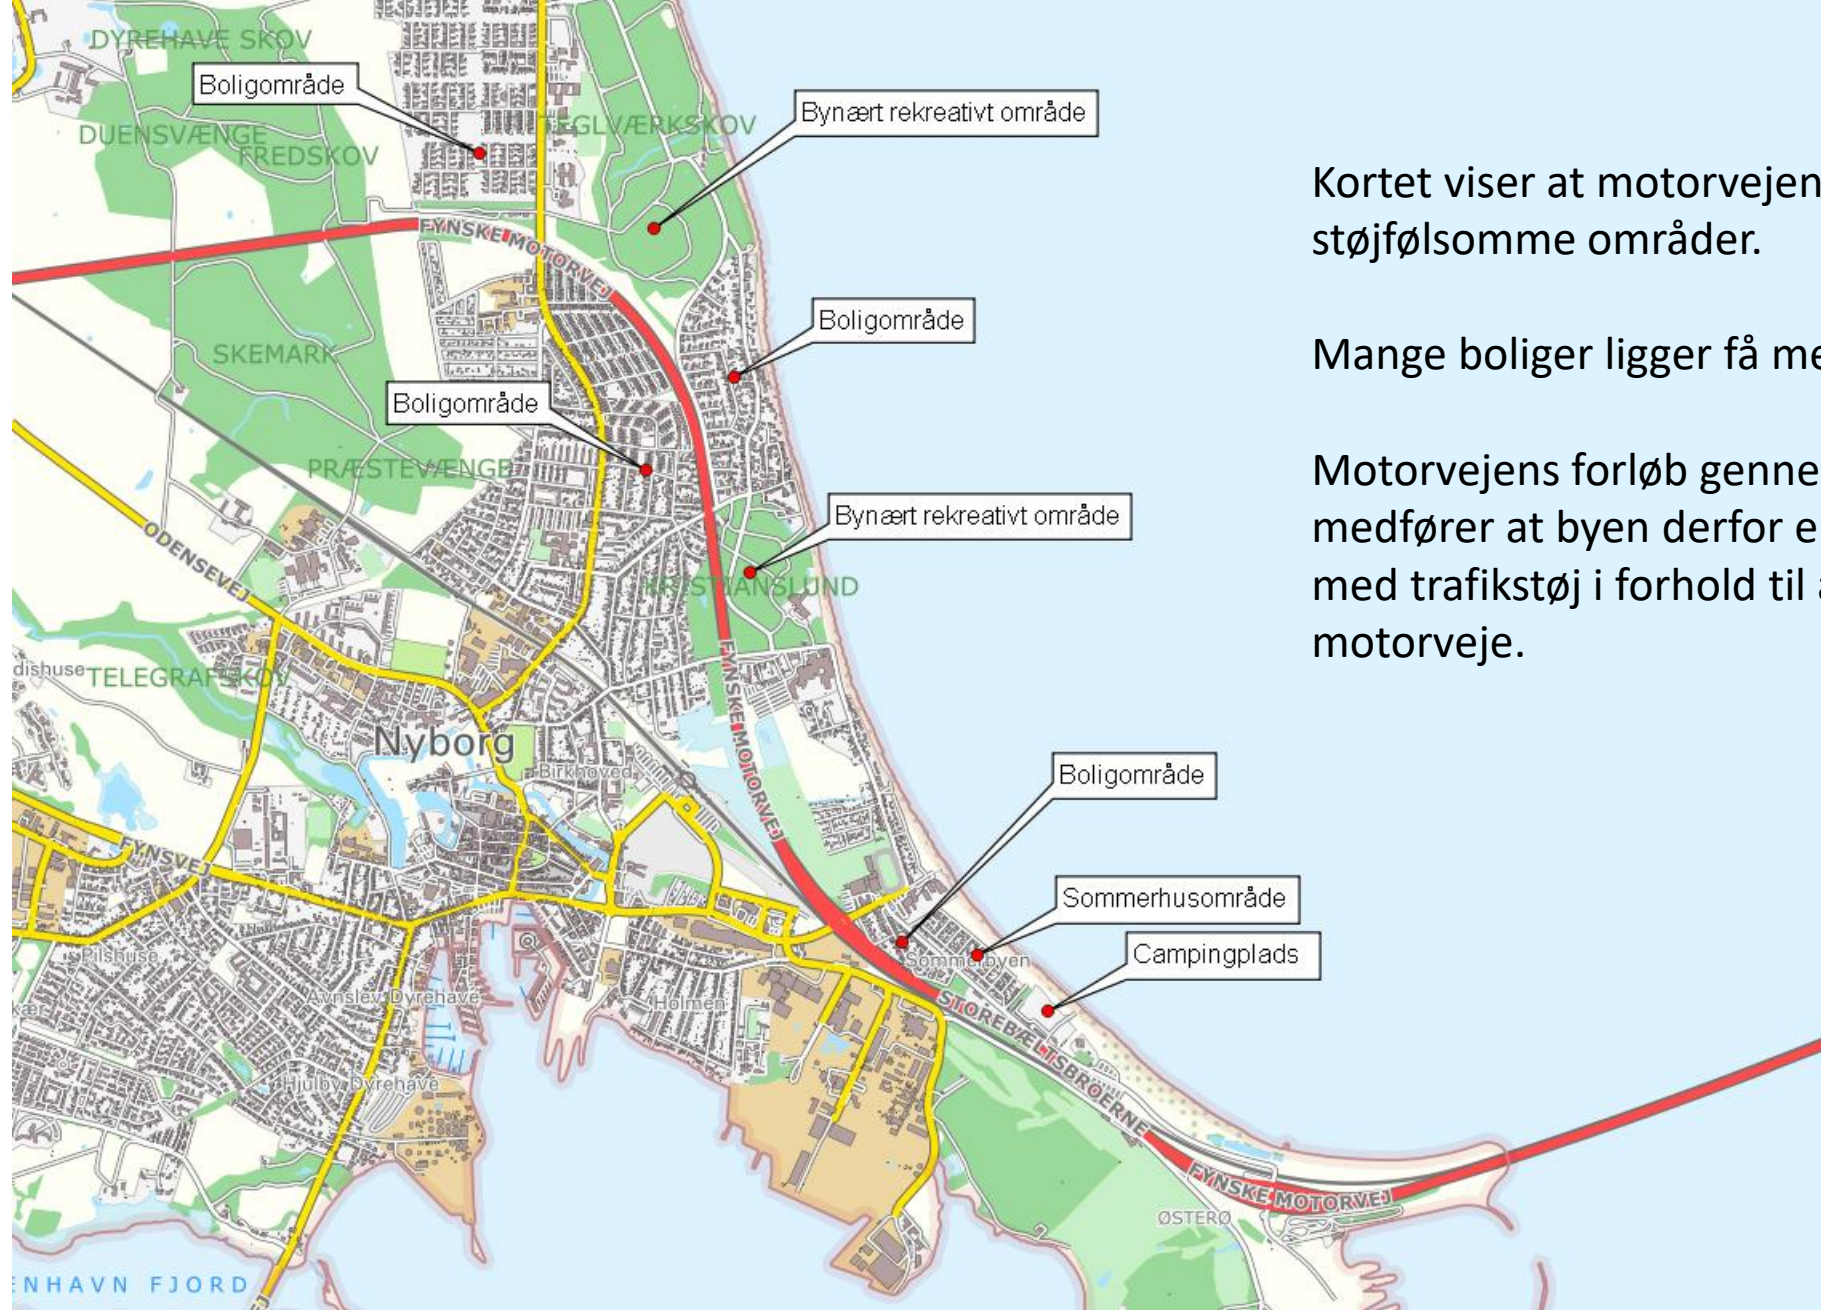 DYREHAVE SKOV
Boligområde
Bynært rekreativt område
DUENSVÆNGE
FREDSKOV
TEGLVÆRKSKOV
Kortet viser at motorvejen
støjfølsomme områder.
FYNSKE MOTORVEJ
Boligområde
SKEMARK
Mange boliger ligger få me
Boligområde
PRÆSTEVÆNGE
Motorvejens forløb genne
Bynært rekreativt område
medfører at byen derfor e
ODENSEVEJ
KRISTIANSLUND
med trafikstøj i forhold til a
motorveje.
dishuse
TELEGRAFSKOV
FYNSKE MOTORVEJ
Nyborg
Birkhoved
Boligområde
FYNSVEJ
Sommerhusområde
Campingplads
Pilshuse
Sommerbyen
Avnslev Dyrehave
Holmen
kær
STOREBÆLTSBROERNE
Hjulby Dyrehave
FYNSKE MOTORVEJ
ØSTERØ
ENHAVN FJORD